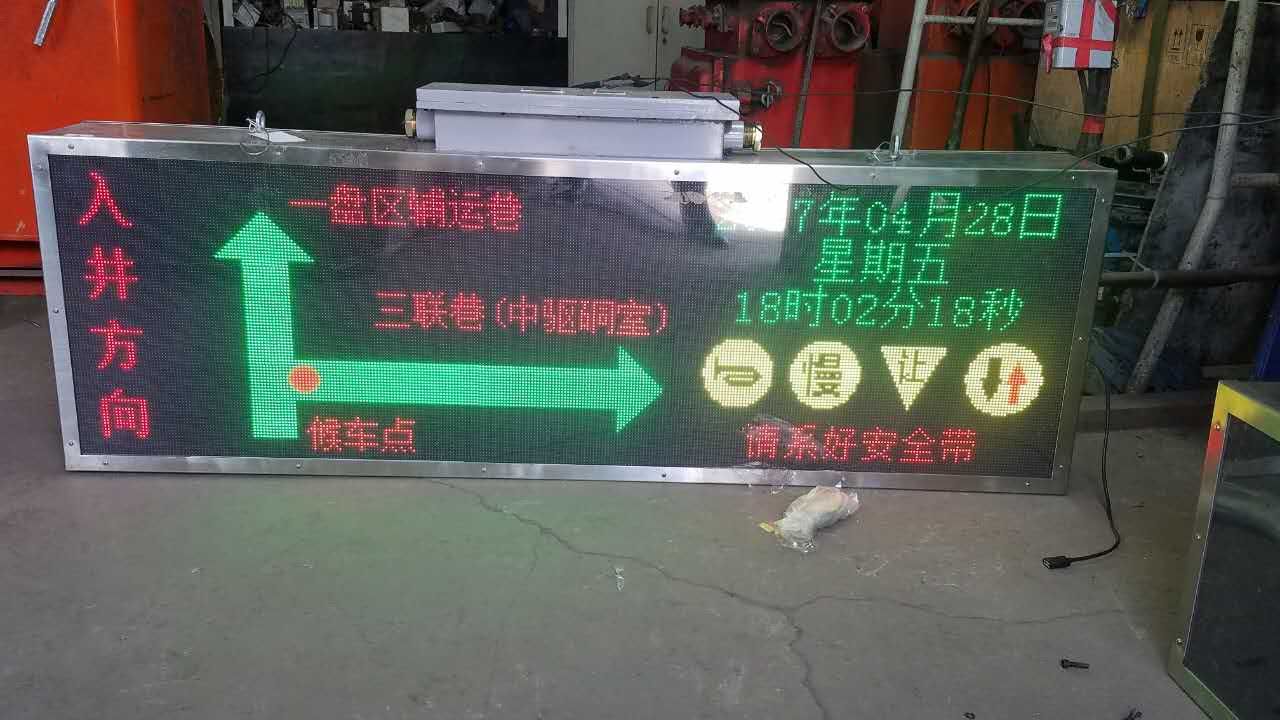 入井方向
一盘区辅运巷
三联巷(中驱硐室)
候车点
7年04月28日
星期五
18时02分18秒
慢
让
请系好安全带